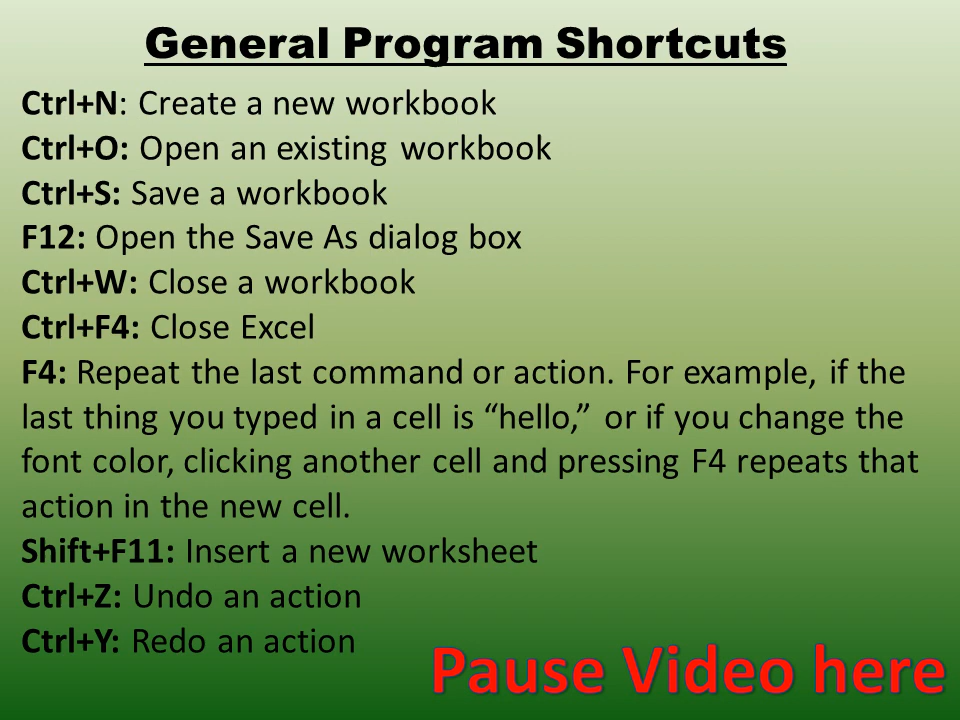 General Program Shortcuts
Ctrl+N: Create a new workbook
Ctrl+O: Open an existing workbook
Ctrl+S: Save a workbook
F12: Open the Save As dialog box
Ctrl+W: Close a workbook
Ctrl+F4: Close Excel
F4: Repeat the last command or action. For example, if the
last thing you typed in a cell is “hello,” or if you change the
font color, clicking another cell and pressing F4 repeats that
action in the new cell.
Shift+F11: Insert a new worksheet
Ctrl+Z: Undo an action
Ctrl+Y: Redo an action
Pause Video here